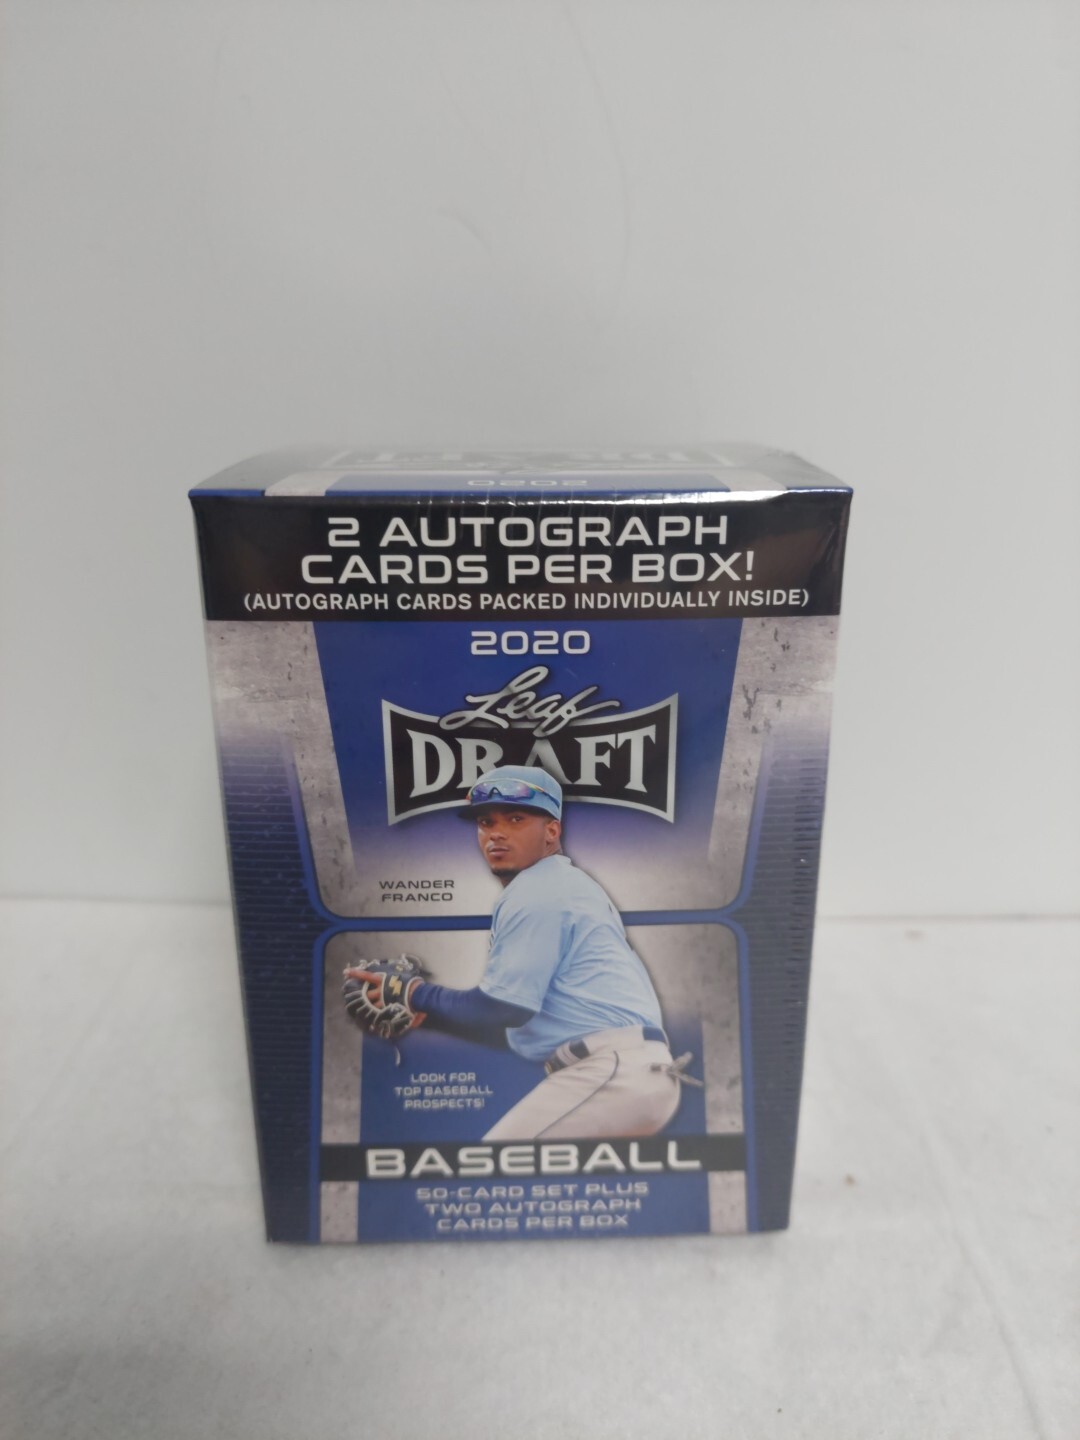 2020
2 AUTOGRAPH
CARDS PER BOX!
(AUTOGRAPH CARDS PACKED INDIVIDUALLY INSIDE)
2020
Leaf
DRAFT
WANDER
FRANCO
LOOK FOR
TOP BASEBALL
PROSPECTS!
BASEBALL
50-CARD SET PLUS
TWO AUTOGRAPH
CARDS PER BOX